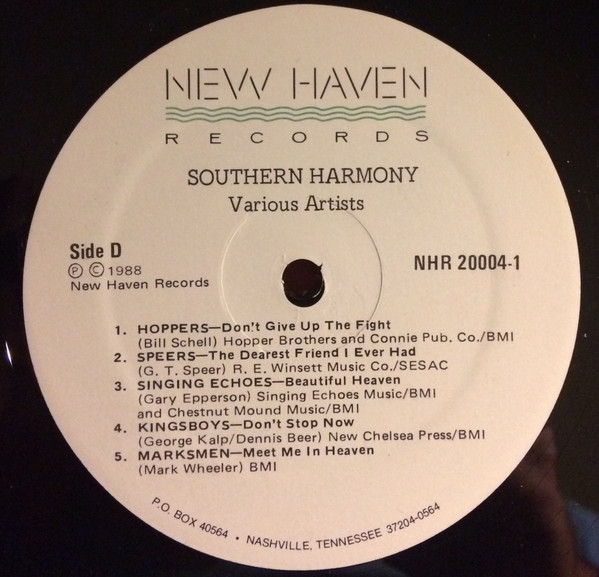 NEW HAVEN
RECORDS
SOUTHERN HARMONY
Various Artists
Side D
℗ © 1988
New Haven Records
NHR 20004-1
1. HOPPERS—Don't Give Up The Fight
(Bill Schell) Hopper Brothers and Connie Pub. Co./BMI
2. SPEERS—The Dearest Friend I Ever Had
(G. T. Speer) R. E. Winsett Music Co./SESAC
3. SINGING ECHOES—Beautiful Heaven
(Gary Epperson) Singing Echoes Music/BMI
and Chestnut Mound Music/BMI
4. KINGSBOYS—Don't Stop Now
(George Kalp/Dennis Beer) New Chelsea Press/BMI
5. MARKSMEN—Meet Me In Heaven
(Mark Wheeler) BMI
P.O. BOX 40564 • NASHVILLE, TENNESSEE 37204-0564